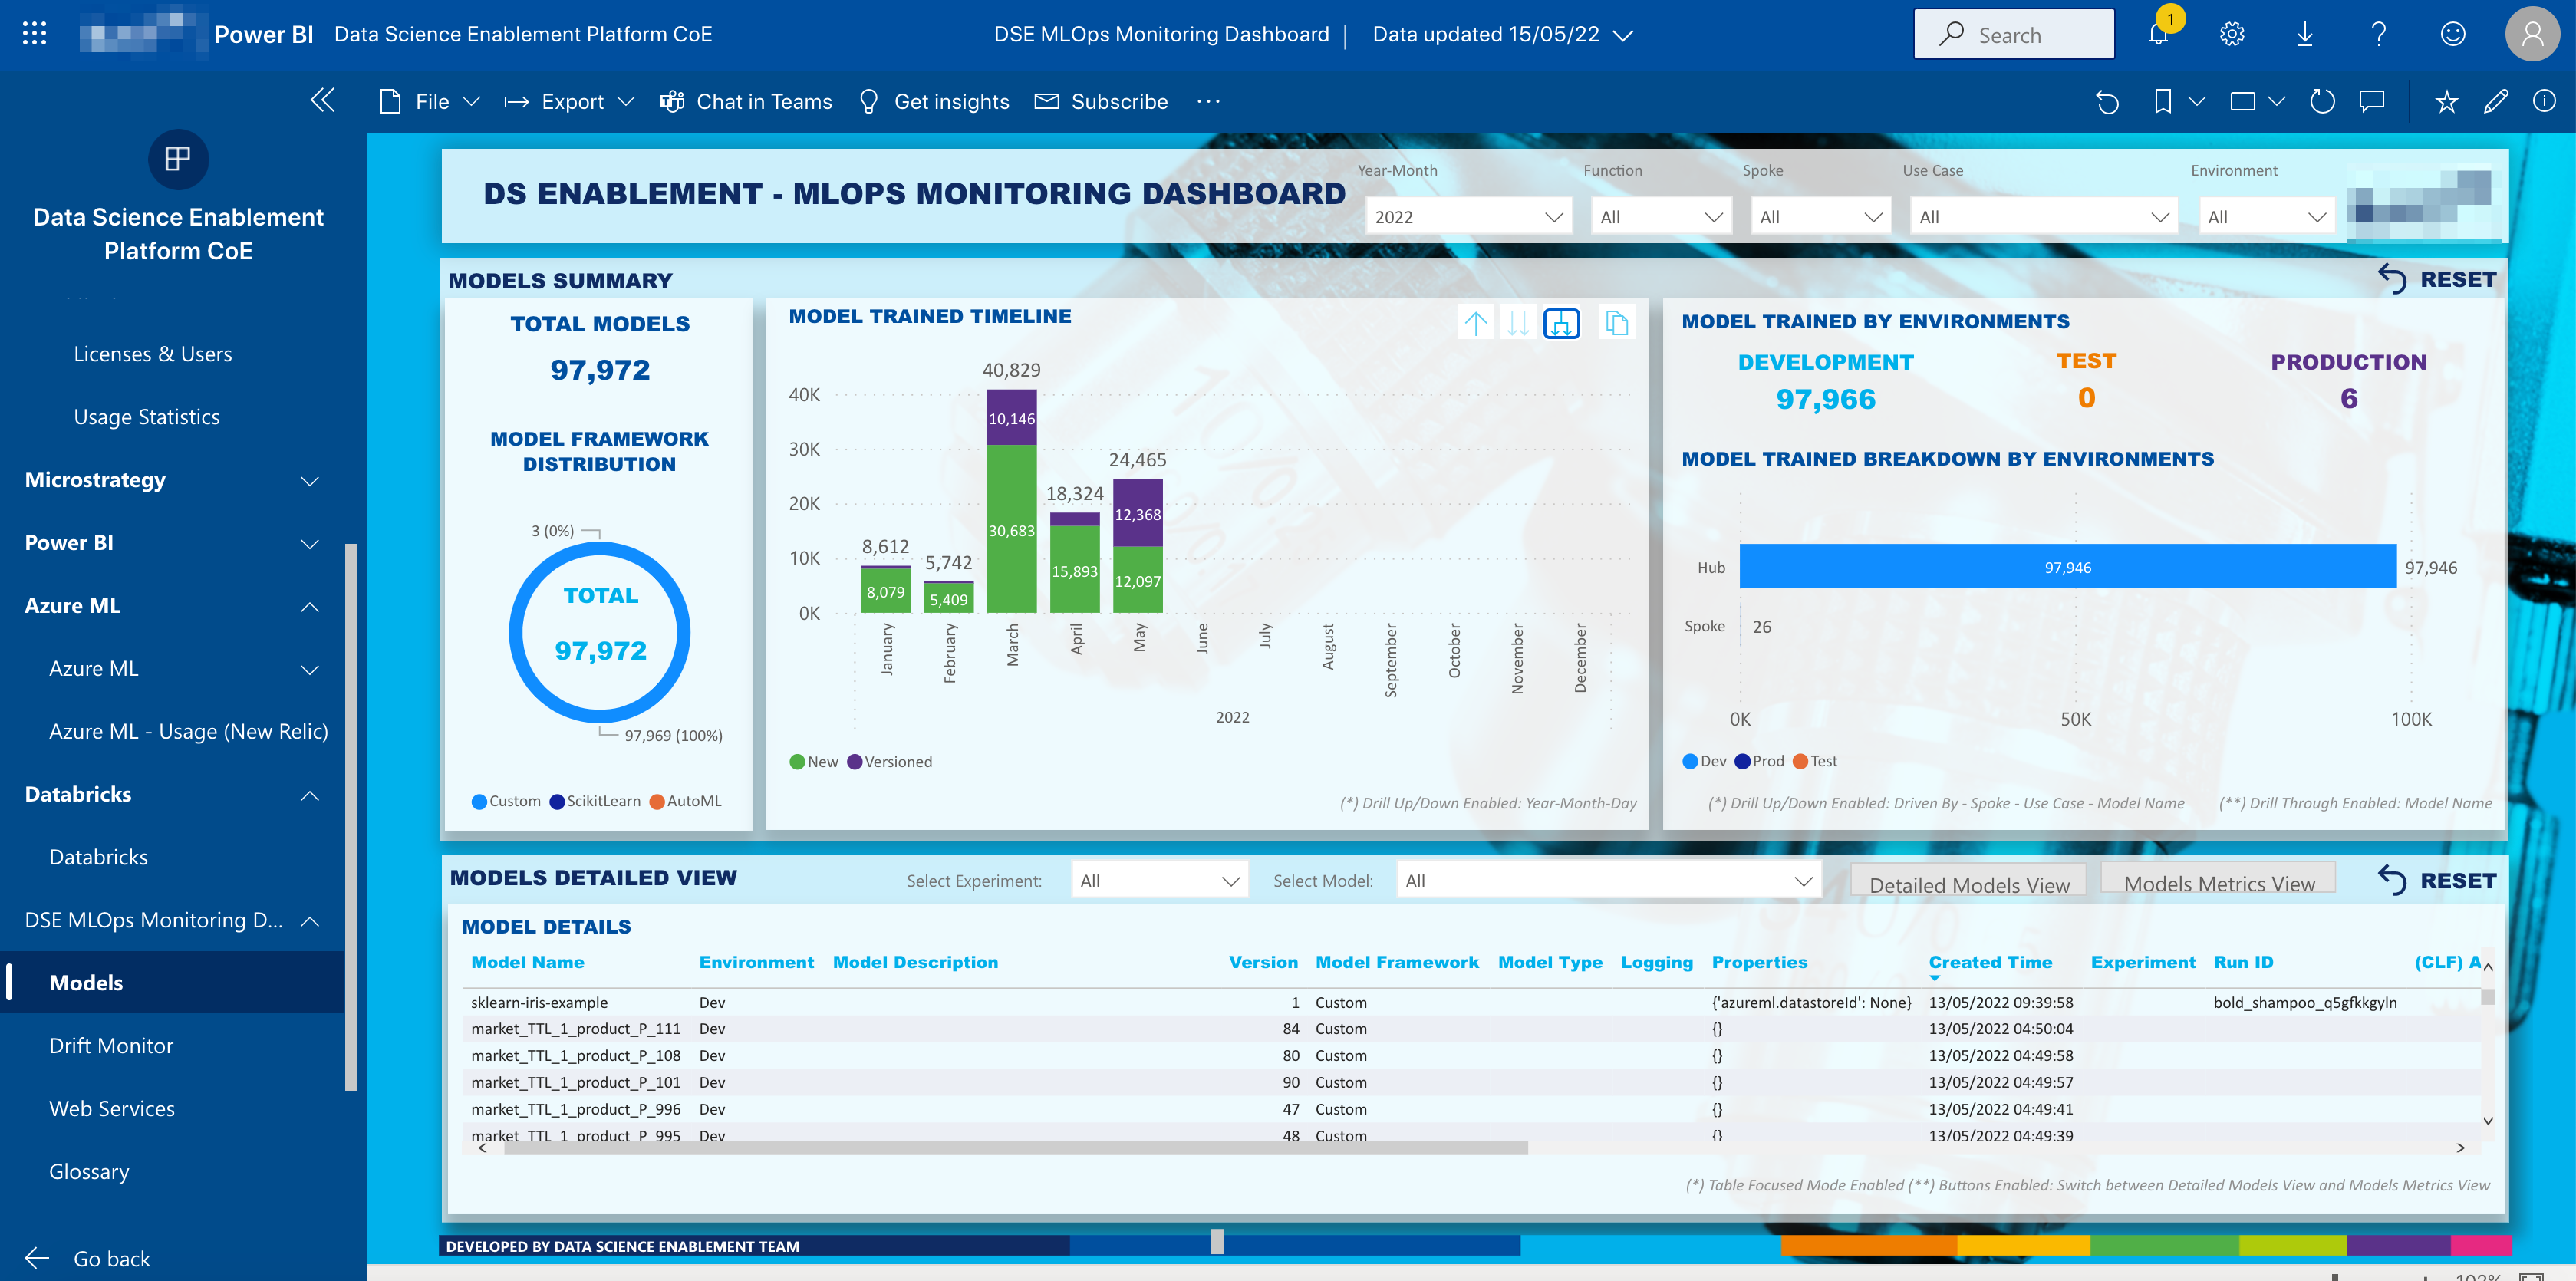 Power BI Data Science Enablement Platform CoE
DSE MLOps Monitoring Dashboard | Data updated 15/05/22
Search
1
File
Export
Chat in Teams
Get insights
Subscribe
···
Data Science Enablement
Platform CoE
Licenses & Users
Usage Statistics
Microstrategy
Power BI
Azure ML
Azure ML
Azure ML - Usage (New Relic)
Databricks
Databricks
DSE MLOps Monitoring D...
Models
Drift Monitor
Web Services
Glossary
Go back
DS ENABLEMENT - MLOPS MONITORING DASHBOARD
Year-Month Function Spoke Use Case Environment
2022 All All All All
MODELS SUMMARY
RESET
TOTAL MODELS
97,972
MODEL FRAMEWORK
DISTRIBUTION
3 (0%)
TOTAL
97,972
97,969 (100%)
Custom ScikitLearn AutoML
MODEL TRAINED TIMELINE
40K
30K
20K
10K
0K
8,612
8,079
5,742
5,409
40,829
10,146
30,683
18,324
15,893
24,465
12,368
12,097
January February March April May June July August September October November December
2022
New Versioned
(*) Drill Up/Down Enabled: Year-Month-Day
MODEL TRAINED BY ENVIRONMENTS
DEVELOPMENT TEST PRODUCTION
97,966 0 6
MODEL TRAINED BREAKDOWN BY ENVIRONMENTS
Hub 97,946 97,946
Spoke 26
0K 50K 100K
Dev Prod Test
(*) Drill Up/Down Enabled: Driven By - Spoke - Use Case - Model Name (**) Drill Through Enabled: Model Name
MODELS DETAILED VIEW
Select Experiment: All Select Model: All
Detailed Models View Models Metrics View
RESET
MODEL DETAILS
Model Name Environment Model Description Version Model Framework Model Type Logging Properties Created Time Experiment Run ID (CLF) A
sklearn-iris-example Dev 1 Custom {'azureml.datastoreId': None} 13/05/2022 09:39:58 bold_shampoo_q5gfkkgyln
market_TTL_1_product_P_111 Dev 84 Custom {} 13/05/2022 04:50:04
market_TTL_1_product_P_108 Dev 80 Custom {} 13/05/2022 04:49:58
market_TTL_1_product_P_101 Dev 90 Custom {} 13/05/2022 04:49:57
market_TTL_1_product_P_996 Dev 47 Custom {} 13/05/2022 04:49:41
market_TTL_1_product_P_995 Dev 48 Custom {} 13/05/2022 04:49:39
(*) Table Focused Mode Enabled (**) Buttons Enabled: Switch between Detailed Models View and Models Metrics View
DEVELOPED BY DATA SCIENCE ENABLEMENT TEAM